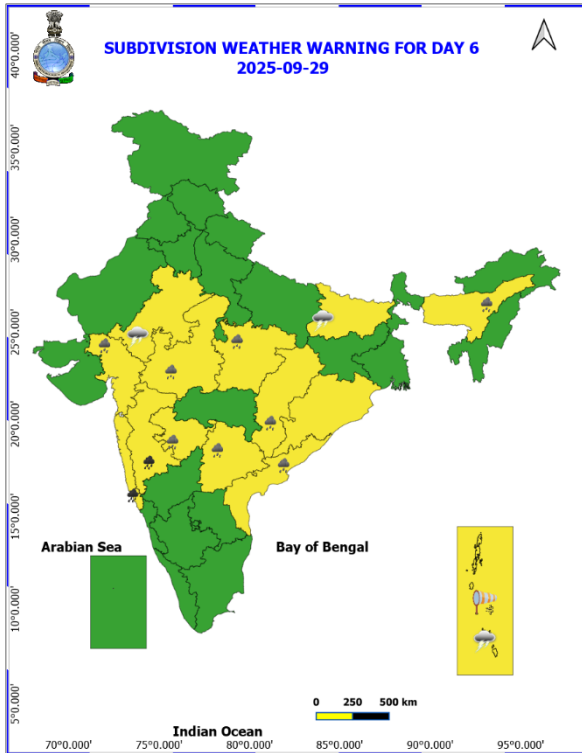 SUBDIVISION WEATHER WARNING FOR DAY 6
2025-09-29
40°0.000'
35°0.000'
30°0.000'
25°0.000'
20°0.000'
15°0.000'
10°0.000'
5°0.000'
Arabian Sea
Bay of Bengal
0 250 500 km
Indian Ocean
70°0.000' 75°0.000' 80°0.000' 85°0.000' 90°0.000' 95°0.000'